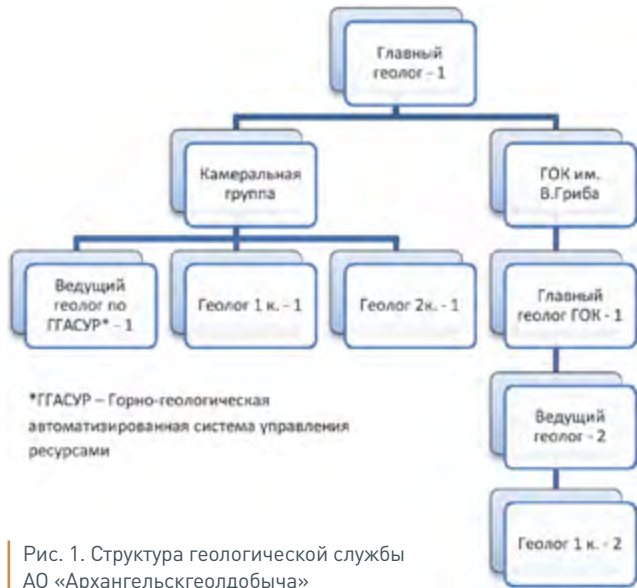 Главный
геолог - 1
Камеральная
группа
ГОК им.
В.Гриба
Ведущий
геолог по
ГГАСУР* - 1
Геолог 1 к. - 1
Геолог 2к. - 1
Главный
геолог ГОК - 1
Ведущий
геолог - 2
Геолог 1 к. - 2
*ГГАСУР – Горно-геологическая
автоматизированная система управления
ресурсами
Рис. 1. Структура геологической службы
АО «Архангельскгеолдобыча»